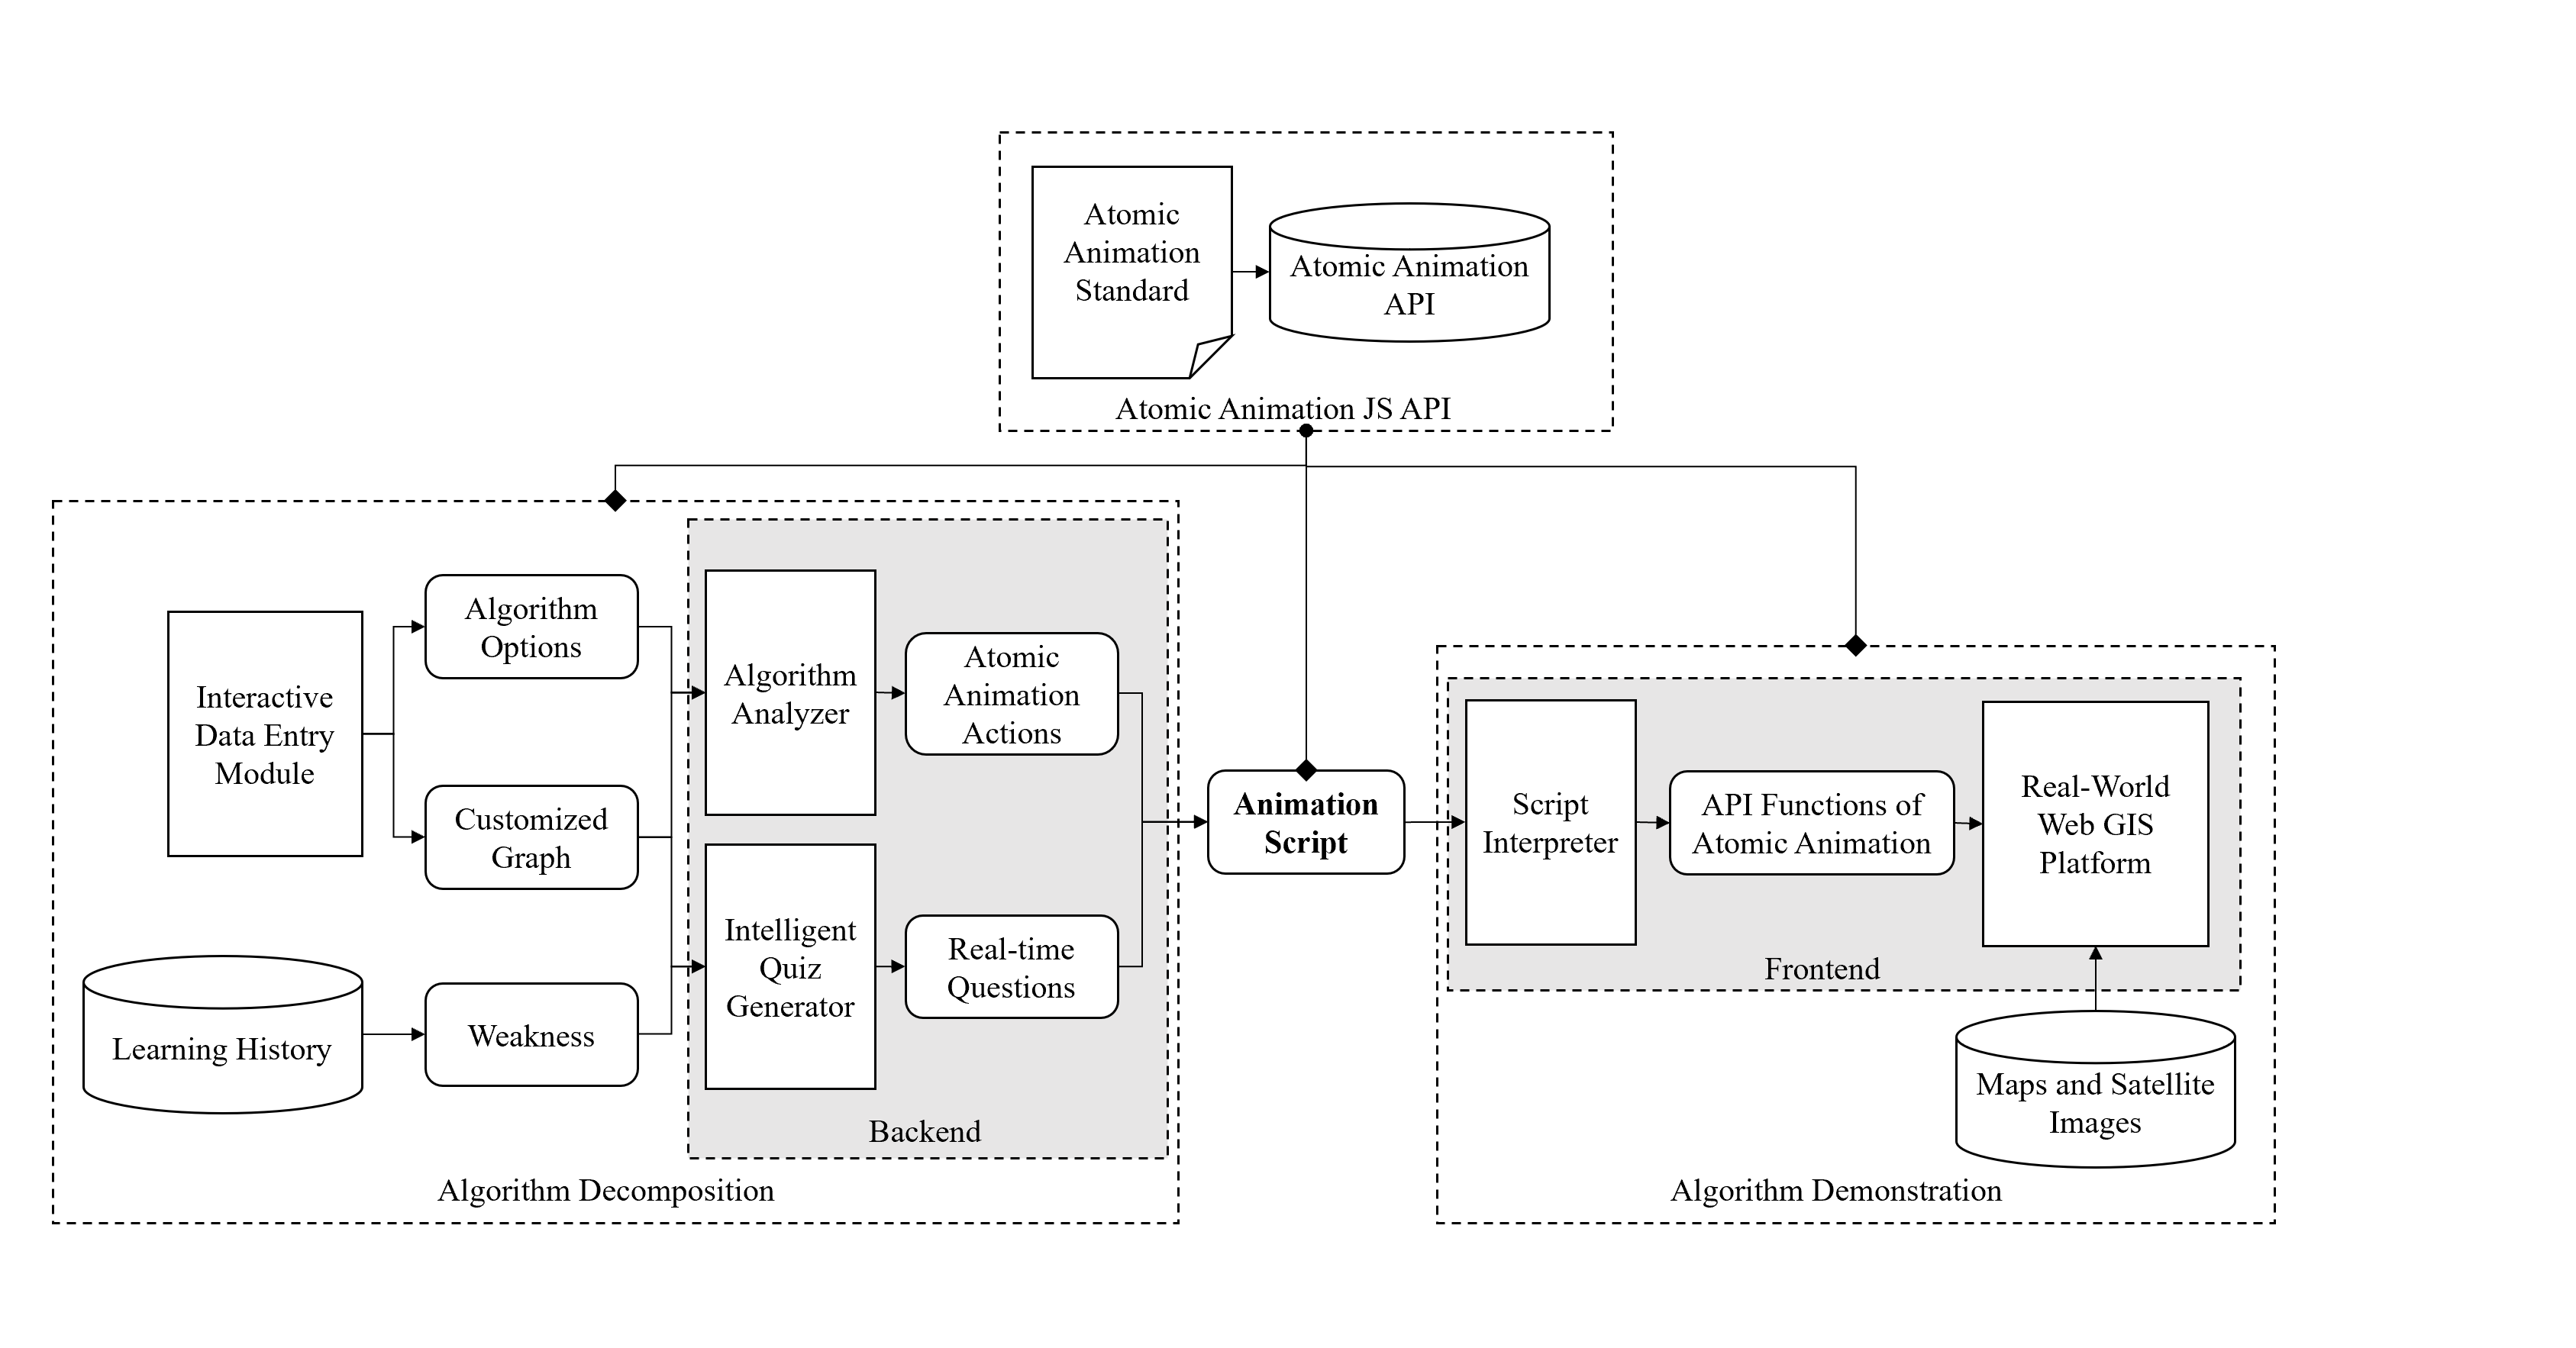 Atomic
Animation
Standard
Atomic Animation
API
Atomic Animation JS API
Interactive
Data Entry
Module
Algorithm
Options
Customized
Graph
Learning History
Weakness
Algorithm
Analyzer
Atomic
Animation
Actions
Intelligent
Quiz
Generator
Real-time
Questions
Backend
Algorithm Decomposition
Animation
Script
Script
Interpreter
API Functions of
Atomic Animation
Real-World
Web GIS
Platform
Frontend
Maps and Satellite
Images
Algorithm Demonstration